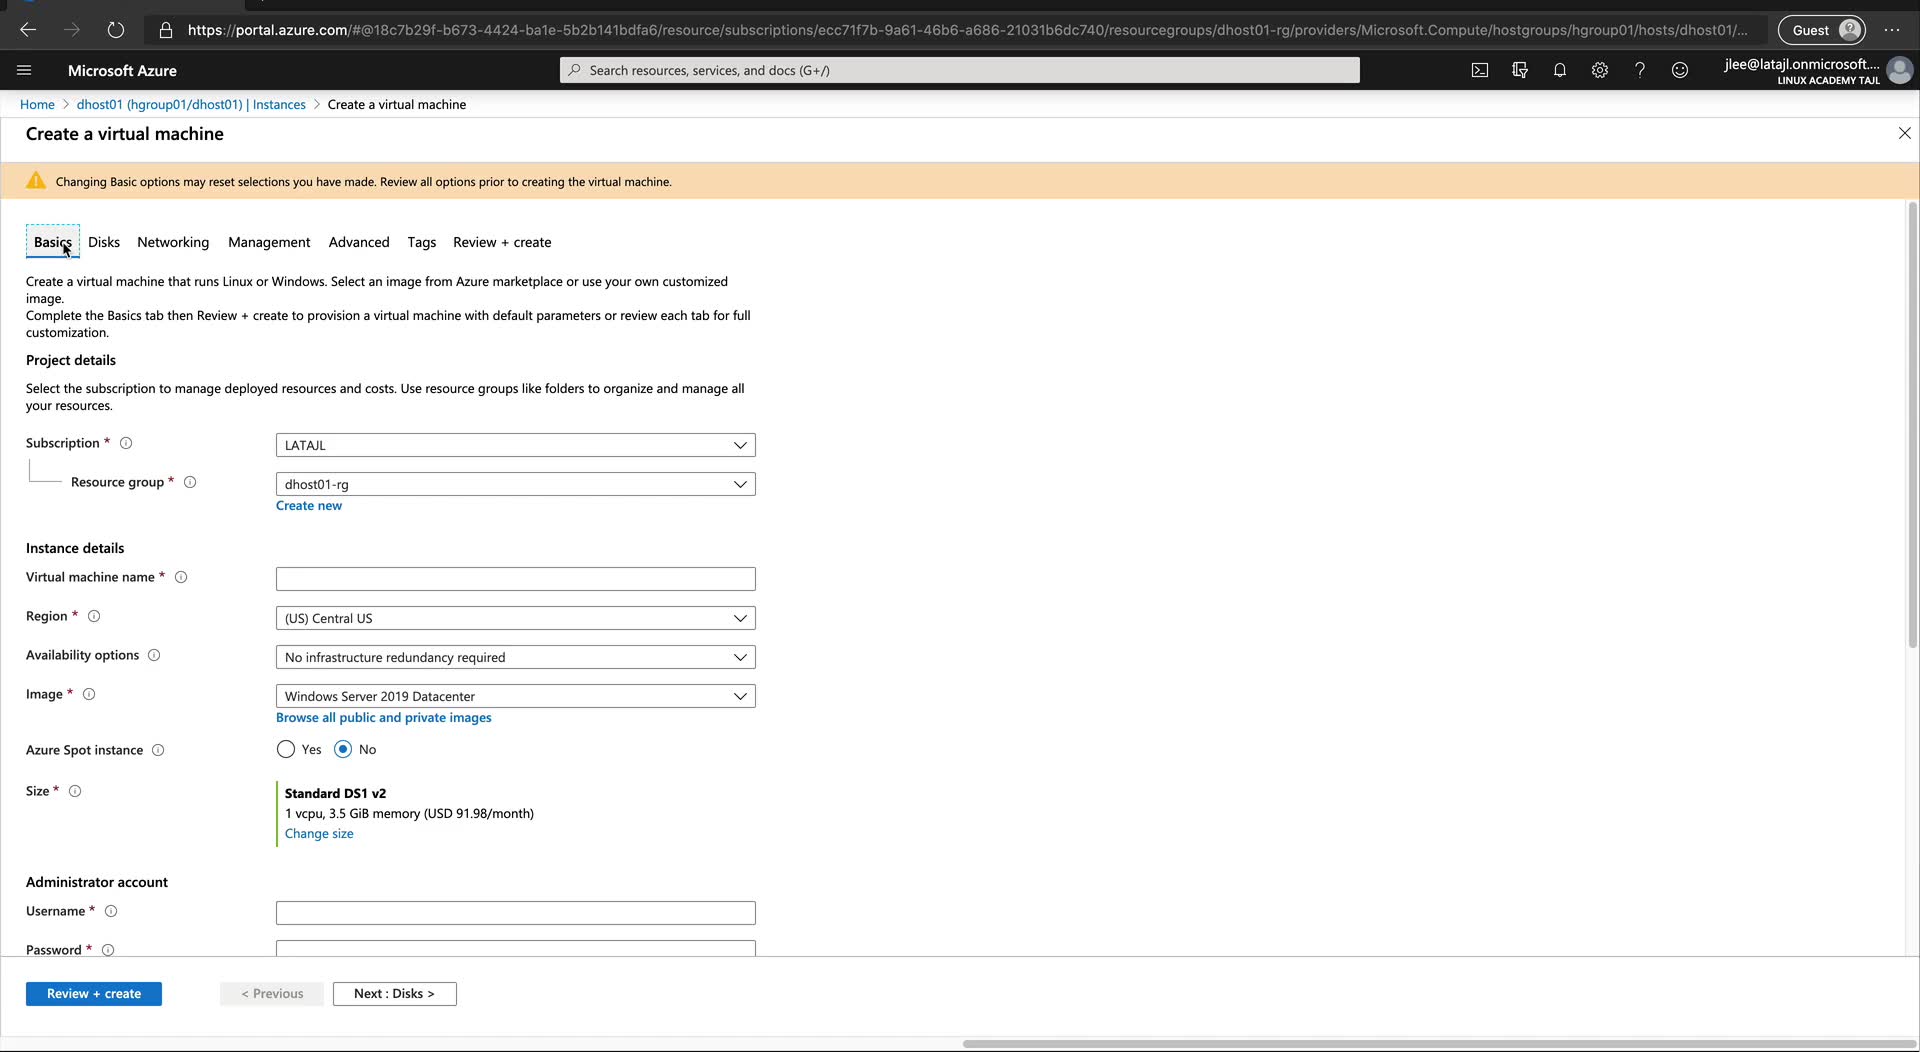 https://portal.azure.com/#@18c7b29f-b673-4424-ba1e-5b2b141bdfa6/resource/subscriptions/ecc71f7b-9a61-46b6-a686-21031b6dc740/resourcegroups/dhost01-rg/providers/Microsoft.Compute/hostgroups/hgroup01/hosts/dhost01/...
Guest
Microsoft Azure
Search resources, services, and docs (G+/)
jlee@latajl.onmicrosoft....
LINUX ACADEMY TAJL
Home > dhost01 (hgroup01/dhost01) | Instances > Create a virtual machine
Create a virtual machine
Changing Basic options may reset selections you have made. Review all options prior to creating the virtual machine.
Basics Disks Networking Management Advanced Tags Review + create
Create a virtual machine that runs Linux or Windows. Select an image from Azure marketplace or use your own customized
image.
Complete the Basics tab then Review + create to provision a virtual machine with default parameters or review each tab for full
customization.
Project details
Select the subscription to manage deployed resources and costs. Use resource groups like folders to organize and manage all
your resources.
Subscription * LATAJL
Resource group * dhost01-rg
Create new
Instance details
Virtual machine name *
Region * (US) Central US
Availability options No infrastructure redundancy required
Image * Windows Server 2019 Datacenter
Browse all public and private images
Azure Spot instance Yes No
Size * Standard DS1 v2
1 vcpu, 3.5 GiB memory (USD 91.98/month)
Change size
Administrator account
Username *
Password *
Review + create < Previous Next : Disks >